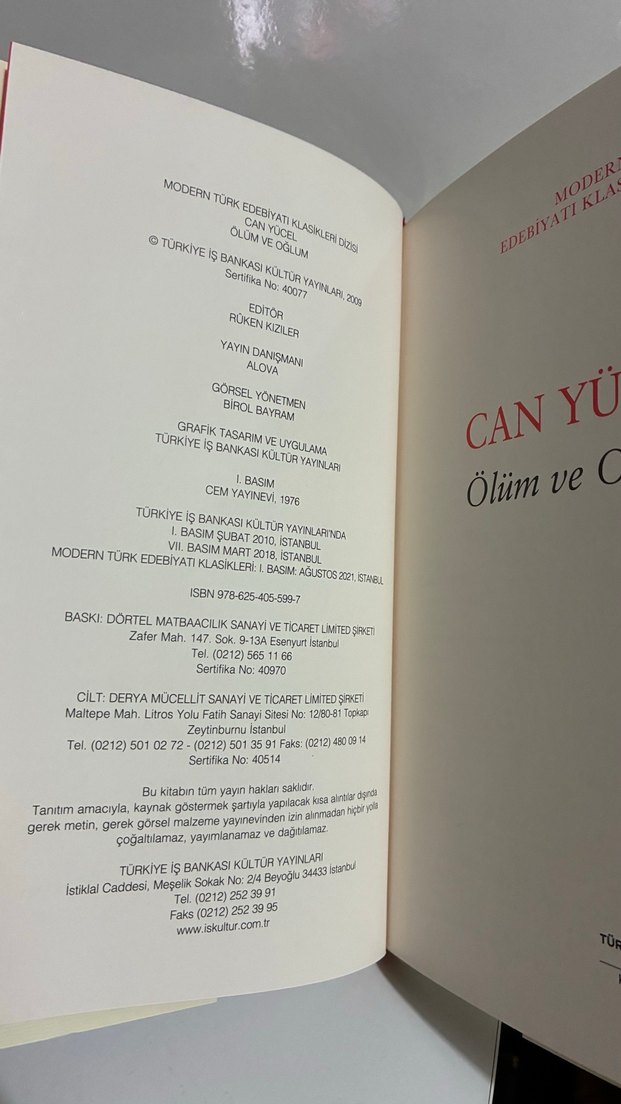 MODERN TÜRK EDEBİYATI KLASİKLERİ DİZİSİ
CAN YÜCEL
ÖLÜM VE OĞLUM
© TÜRKİYE İŞ BANKASI KÜLTÜR YAYINLARI, 2009
Sertifika No: 40077
EDİTÖR
RÛKEN KIZILER
YAYIN DANIŞMANI
ALOVA
GÖRSEL YÖNETMEN
BİROL BAYRAM
GRAFİK TASARIM VE UYGULAMA
TÜRKİYE İŞ BANKASI KÜLTÜR YAYINLARI
I. BASIM
CEM YAYINEVİ, 1976
TÜRKİYE İŞ BANKASI KÜLTÜR YAYINLARI'NDA
I. BASIM ŞUBAT 2010, İSTANBUL
VII. BASIM MART 2018, İSTANBUL
MODERN TÜRK EDEBİYATI KLASİKLERİ: I. BASIM: AĞUSTOS 2021, İSTANBUL
ISBN 978-625-405-599-7
BASKI: DÖRTEL MATBAACILIK SANAYİ VE TİCARET LİMİTED ŞİRKETİ
Zafer Mah. 147. Sok. 9-13A Esenyurt İstanbul
Tel. (0212) 565 11 66
Sertifika No: 40970
CİLT: DERYA MÜCELLİT SANAYİ VE TİCARET LİMİTED ŞİRKETİ
Maltepe Mah. Litros Yolu Fatih Sanayi Sitesi No: 12/80-81 Topkapı
Zeytinburnu İstanbul
Tel. (0212) 501 02 72 - (0212) 501 35 91 Faks: (0212) 480 09 14
Sertifika No: 40514
Bu kitabın tüm yayın hakları saklıdır.
Tanıtım amacıyla, kaynak göstermek şartıyla yapılacak kısa alıntılar dışında
gerek metin, gerek görsel malzeme yayınevinden izin alınmadan hiçbir yolla
çoğaltılamaz, yayımlanamaz ve dağıtılamaz.
TÜRKİYE İŞ BANKASI KÜLTÜR YAYINLARI
İstiklal Caddesi, Meşelik Sokak No: 2/4 Beyoğlu 34433 İstanbul
Tel. (0212) 252 39 91
Faks (0212) 252 39 95
www.iskultur.com.tr
MODERN
EDEBİYATI KLAS
CAN YÜ
Ölüm ve O
TÜR